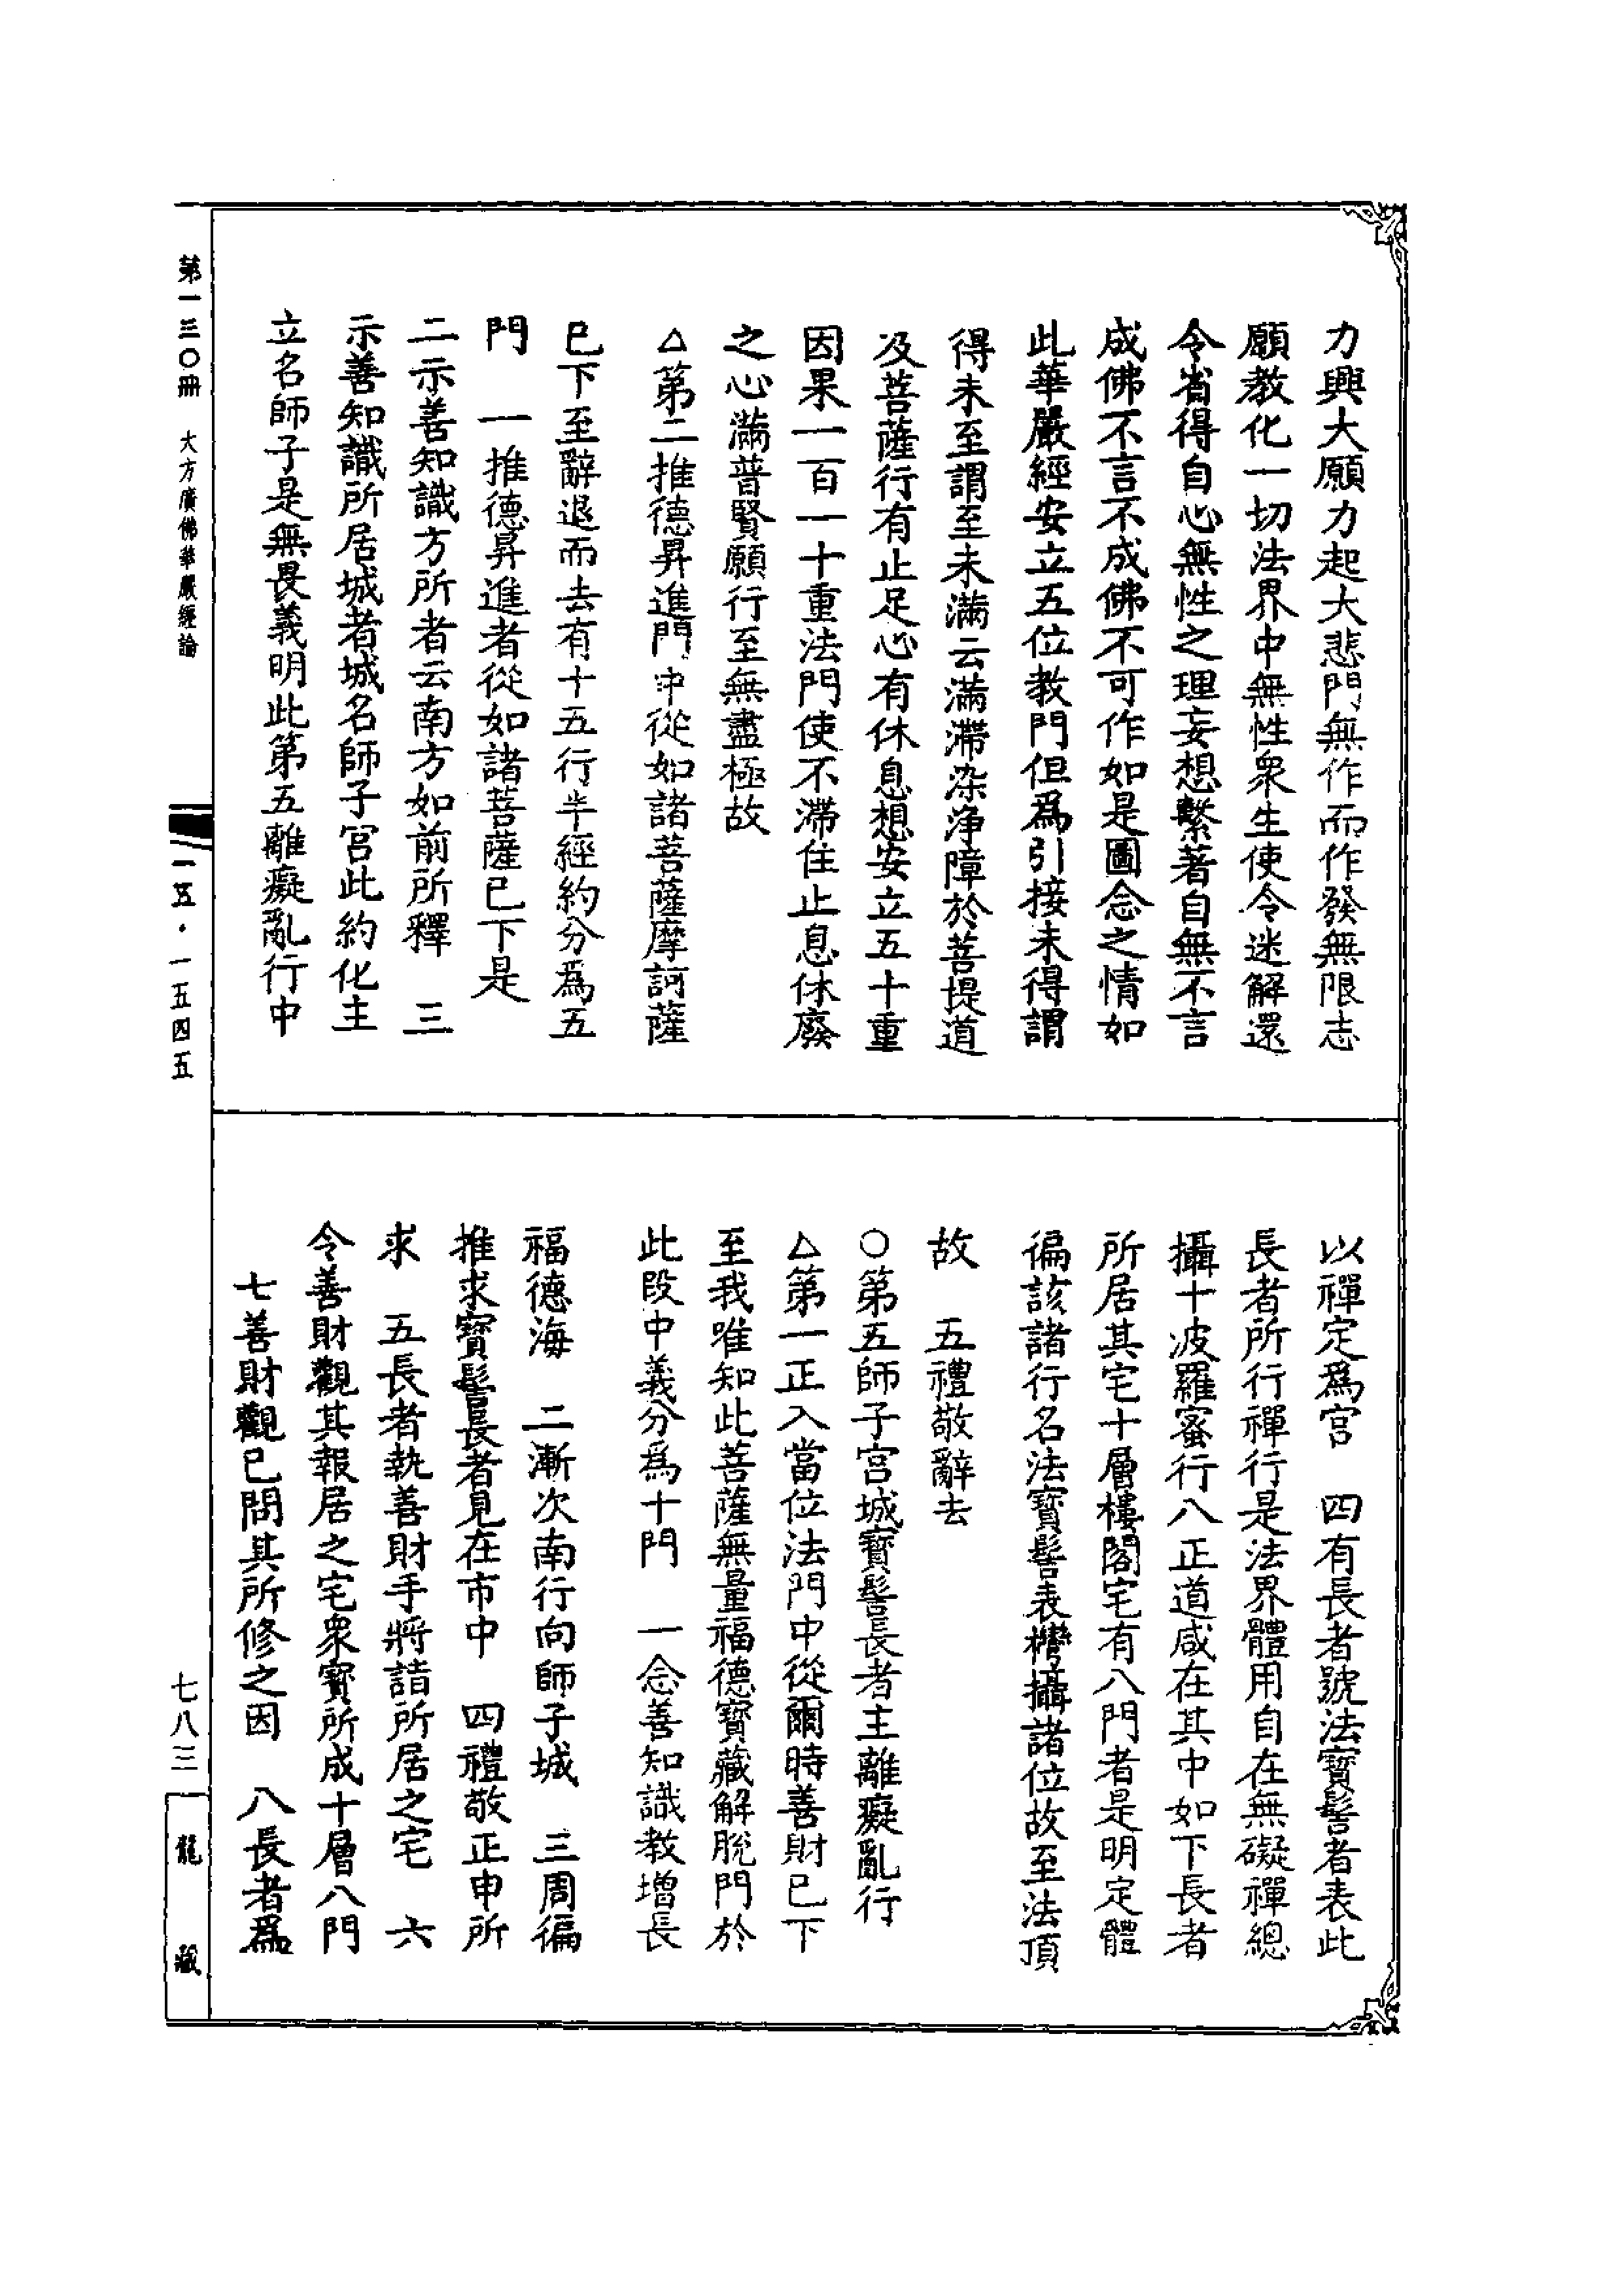 力興大願力起大悲門無作而作發無限志
願教化一切法界中無性眾生使令迷解還
令省得自心無性之理妄想繫著自無不言
成佛不言不成佛不可作如是圖念之情如
此華嚴經安立五位教門但為引接未得謂
得未至謂至未滿云滿滯染淨障於菩提道
及菩薩行有止足心有休息想安立五十重
因果一百一十重法門使不滯住止息休廢
之心滿普賢願行至無盡極故
△第二推德昇進門中從如諸菩薩摩訶薩
已下至辭退而去有十五行半經約分為五
門　一推德昇進者從如諸菩薩已下是
二示善知識方所者云南方如前所釋　三
示善知識所居城者城名師子宮此約化主
立名師子是無畏義明此第五離癡亂行中
以禪定為宮　四有長者號法寶髻者表此
長者所行禪行是法界體用自在無礙禪總
攝十波羅蜜行八正道咸在其中如下長者
所居其宅十層樓閣宅有八門者是明定體
徧該諸行名法寶髻表櫕攝諸位故至法頂
故　五禮敬辭去
○第五師子宮城寶髻長者主離癡亂行
△第一正入當位法門中從爾時善財已下
至我唯知此菩薩無量福德寶藏解脫門於
此段中義分為十門　一念善知識教增長
福德海　二漸次南行向師子城　三周徧
推求寶髻長者見在市中　四禮敬正申所
求　五長者執善財手將詣所居之宅　六
令善財觀其報居之宅眾寶所成十層八門
七善財觀已問其所修之因　八長者為
第一三〇冊　大方廣佛華嚴經論
一五·一五四五
七八三
龍藏